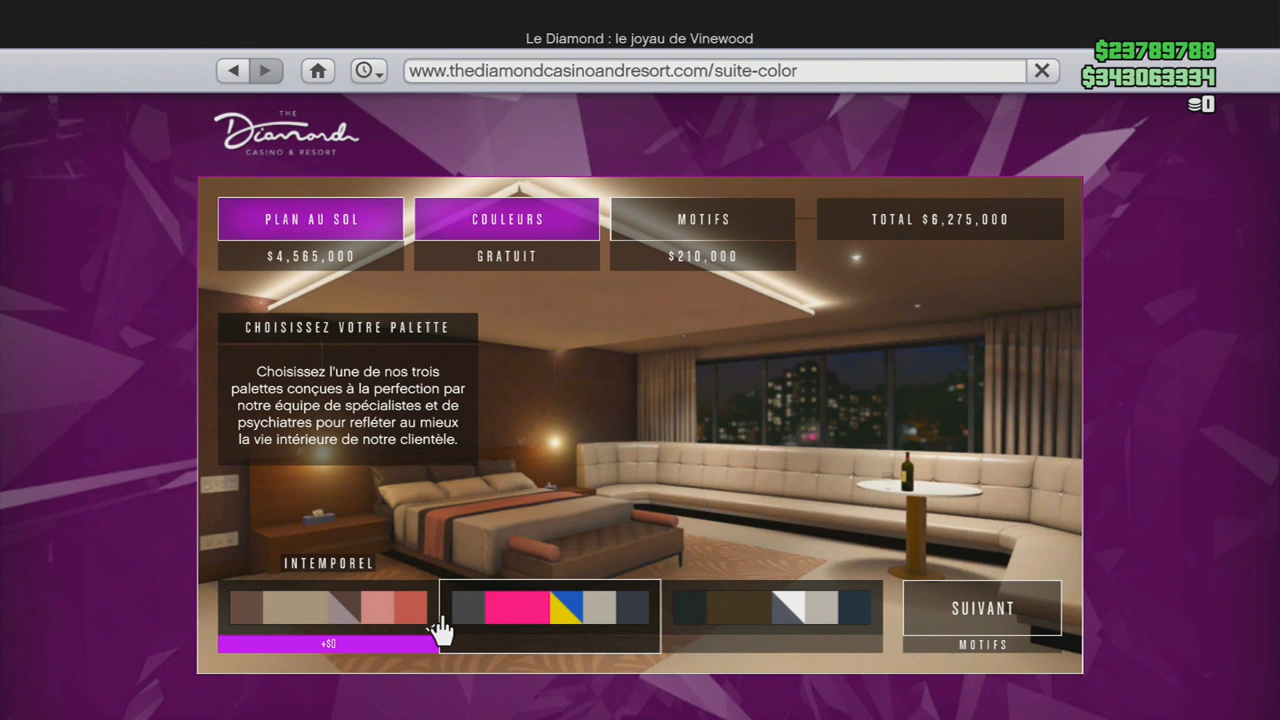 Le Diamond : le joyau de Vinewood
www.thediamondcasinoandresort.com/suite-color
$23789788
$343063334
0
THE
Diamond
CASINO & RESORT
PLAN AU SOL
COULEURS
MOTIFS
TOTAL $6,275,000
$4,565,000
GRATUIT
$210,000
CHOISISSEZ VOTRE PALETTE
Choisissez l'une de nos trois
palettes conçues à la perfection par
notre équipe de spécialistes et de
psychiatres pour refléter au mieux
la vie intérieure de notre clientèle.
INTEMPOREL
SUIVANT
+$0
MOTIFS